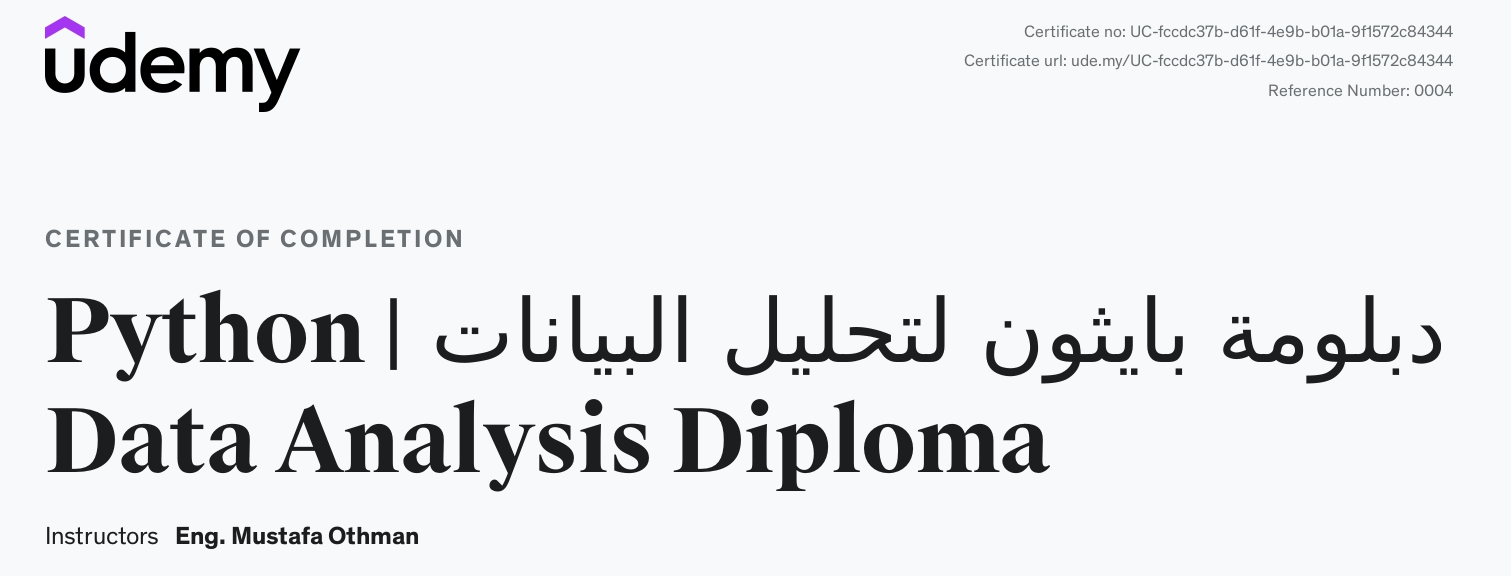 udemy
Certificate no: UC-fccdc37b-d61f-4e9b-b01a-9f1572c84344
Certificate url: ude.my/UC-fccdc37b-d61f-4e9b-b01a-9f1572c84344
Reference Number: 0004
CERTIFICATE OF COMPLETION
دبلومة بايثون لتحليل البيانات | Python
Data Analysis Diploma
Instructors Eng. Mustafa Othman